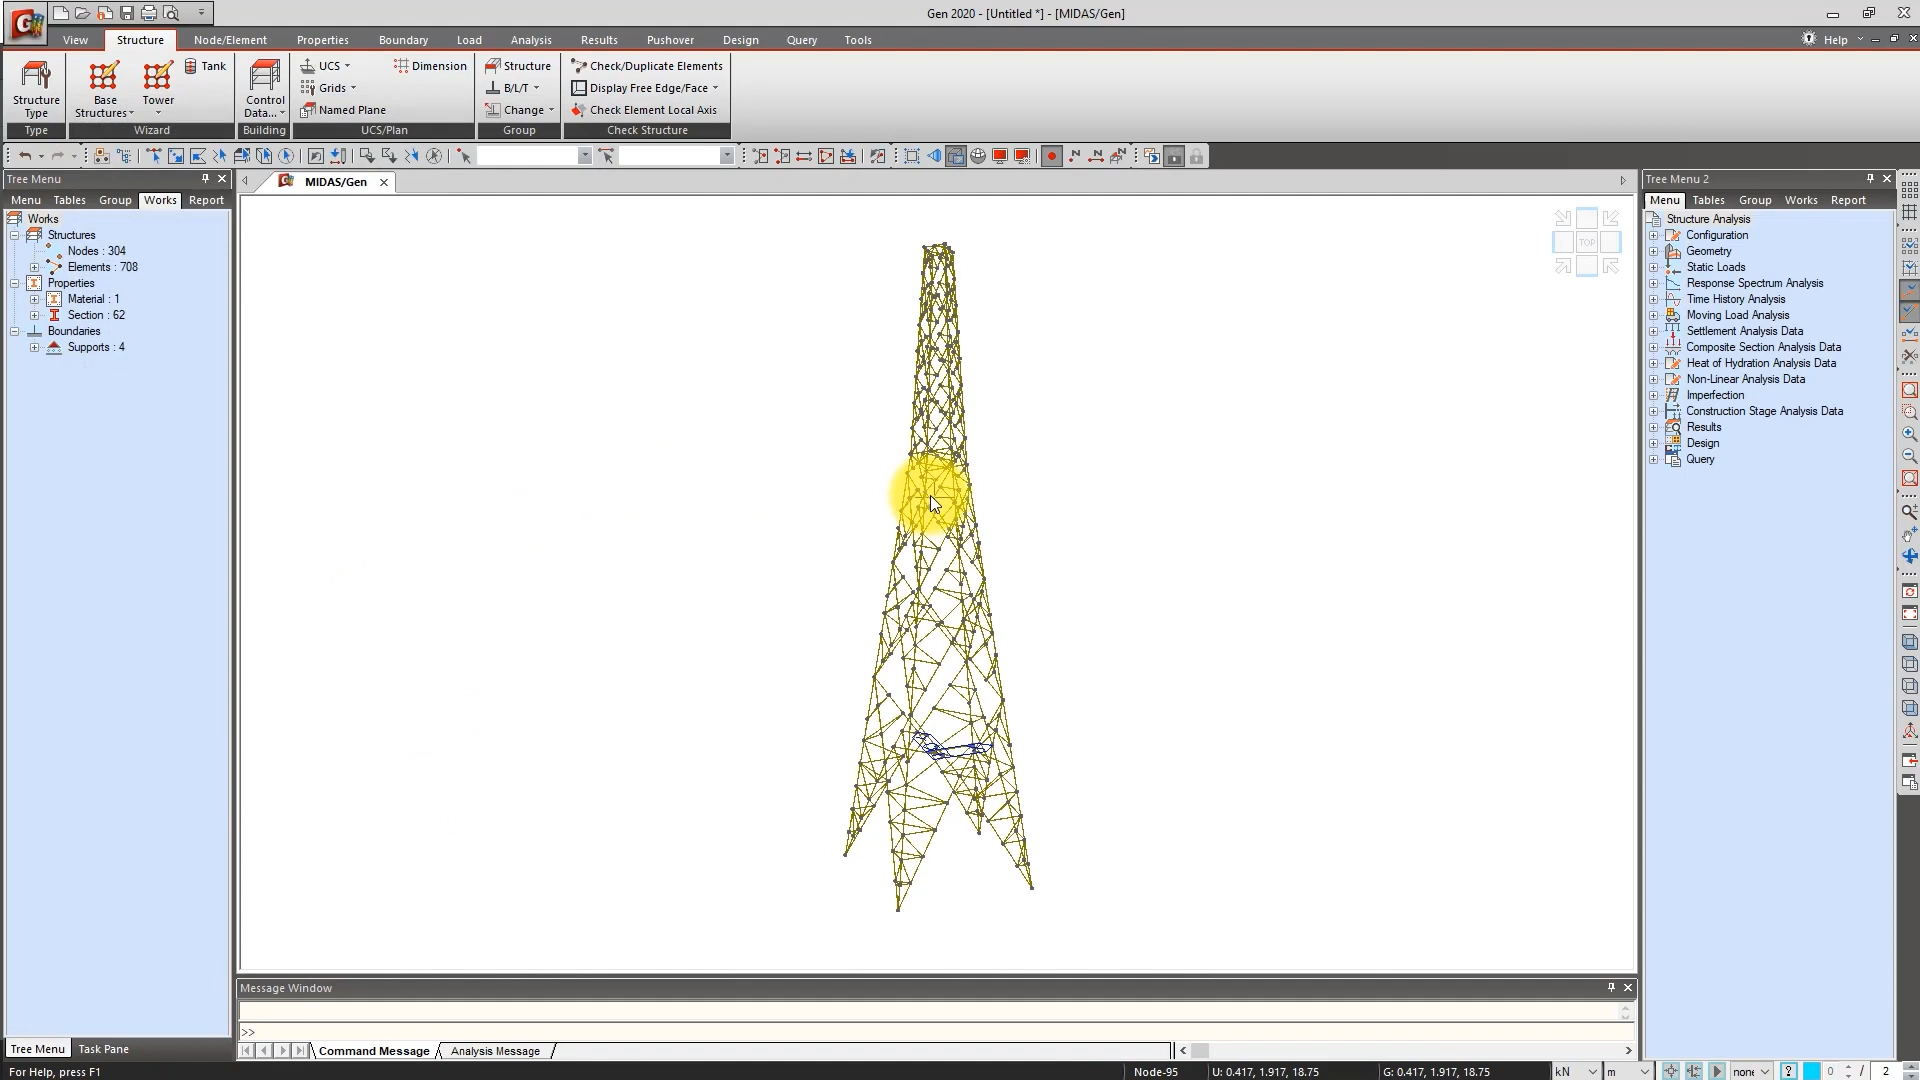 Gen 2020 - [Untitled *] - [MIDAS/Gen]
View Structure Node/Element Properties Boundary Load Analysis Results Pushover Design Query Tools Help
Structure Type
Type
Base Structures
Tower
Tank
Wizard
Control Data...
Building
UCS
Dimension
Grids
Named Plane
UCS/Plan
Structure
B/L/T
Change
Group
Check/Duplicate Elements
Display Free Edge/Face
Check Element Local Axis
Check Structure
Tree Menu
Menu Tables Group Works Report
Works
Structures
Nodes : 304
Elements : 708
Properties
Material : 1
Section : 62
Boundaries
Supports : 4
Tree Menu Task Pane
MIDAS/Gen
TOP
Message Window
>>
Command Message Analysis Message
Tree Menu 2
Menu Tables Group Works Report
Structure Analysis
Configuration
Geometry
Static Loads
Response Spectrum Analysis
Time History Analysis
Moving Load Analysis
Settlement Analysis Data
Composite Section Analysis Data
Heat of Hydration Analysis Data
Non-Linear Analysis Data
Imperfection
Construction Stage Analysis Data
Results
Design
Query
For Help, press F1
Node-95
U: 0.417, 1.917, 18.75
G: 0.417, 1.917, 18.75
kN
m
none
?
0 / 2